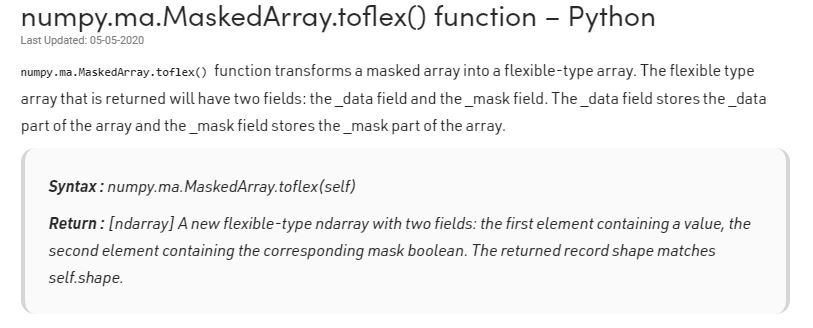 numpy.ma.MaskedArray.toflex() function – Python
Last Updated: 05-05-2020
numpy.ma.MaskedArray.toflex() function transforms a masked array into a flexible-type array. The flexible type
array that is returned will have two fields: the _data field and the _mask field. The _data field stores the _data
part of the array and the _mask field stores the _mask part of the array.
Syntax : numpy.ma.MaskedArray.toflex(self)
Return : [ndarray] A new flexible-type ndarray with two fields: the first element containing a value, the
second element containing the corresponding mask boolean. The returned record shape matches
self.shape.